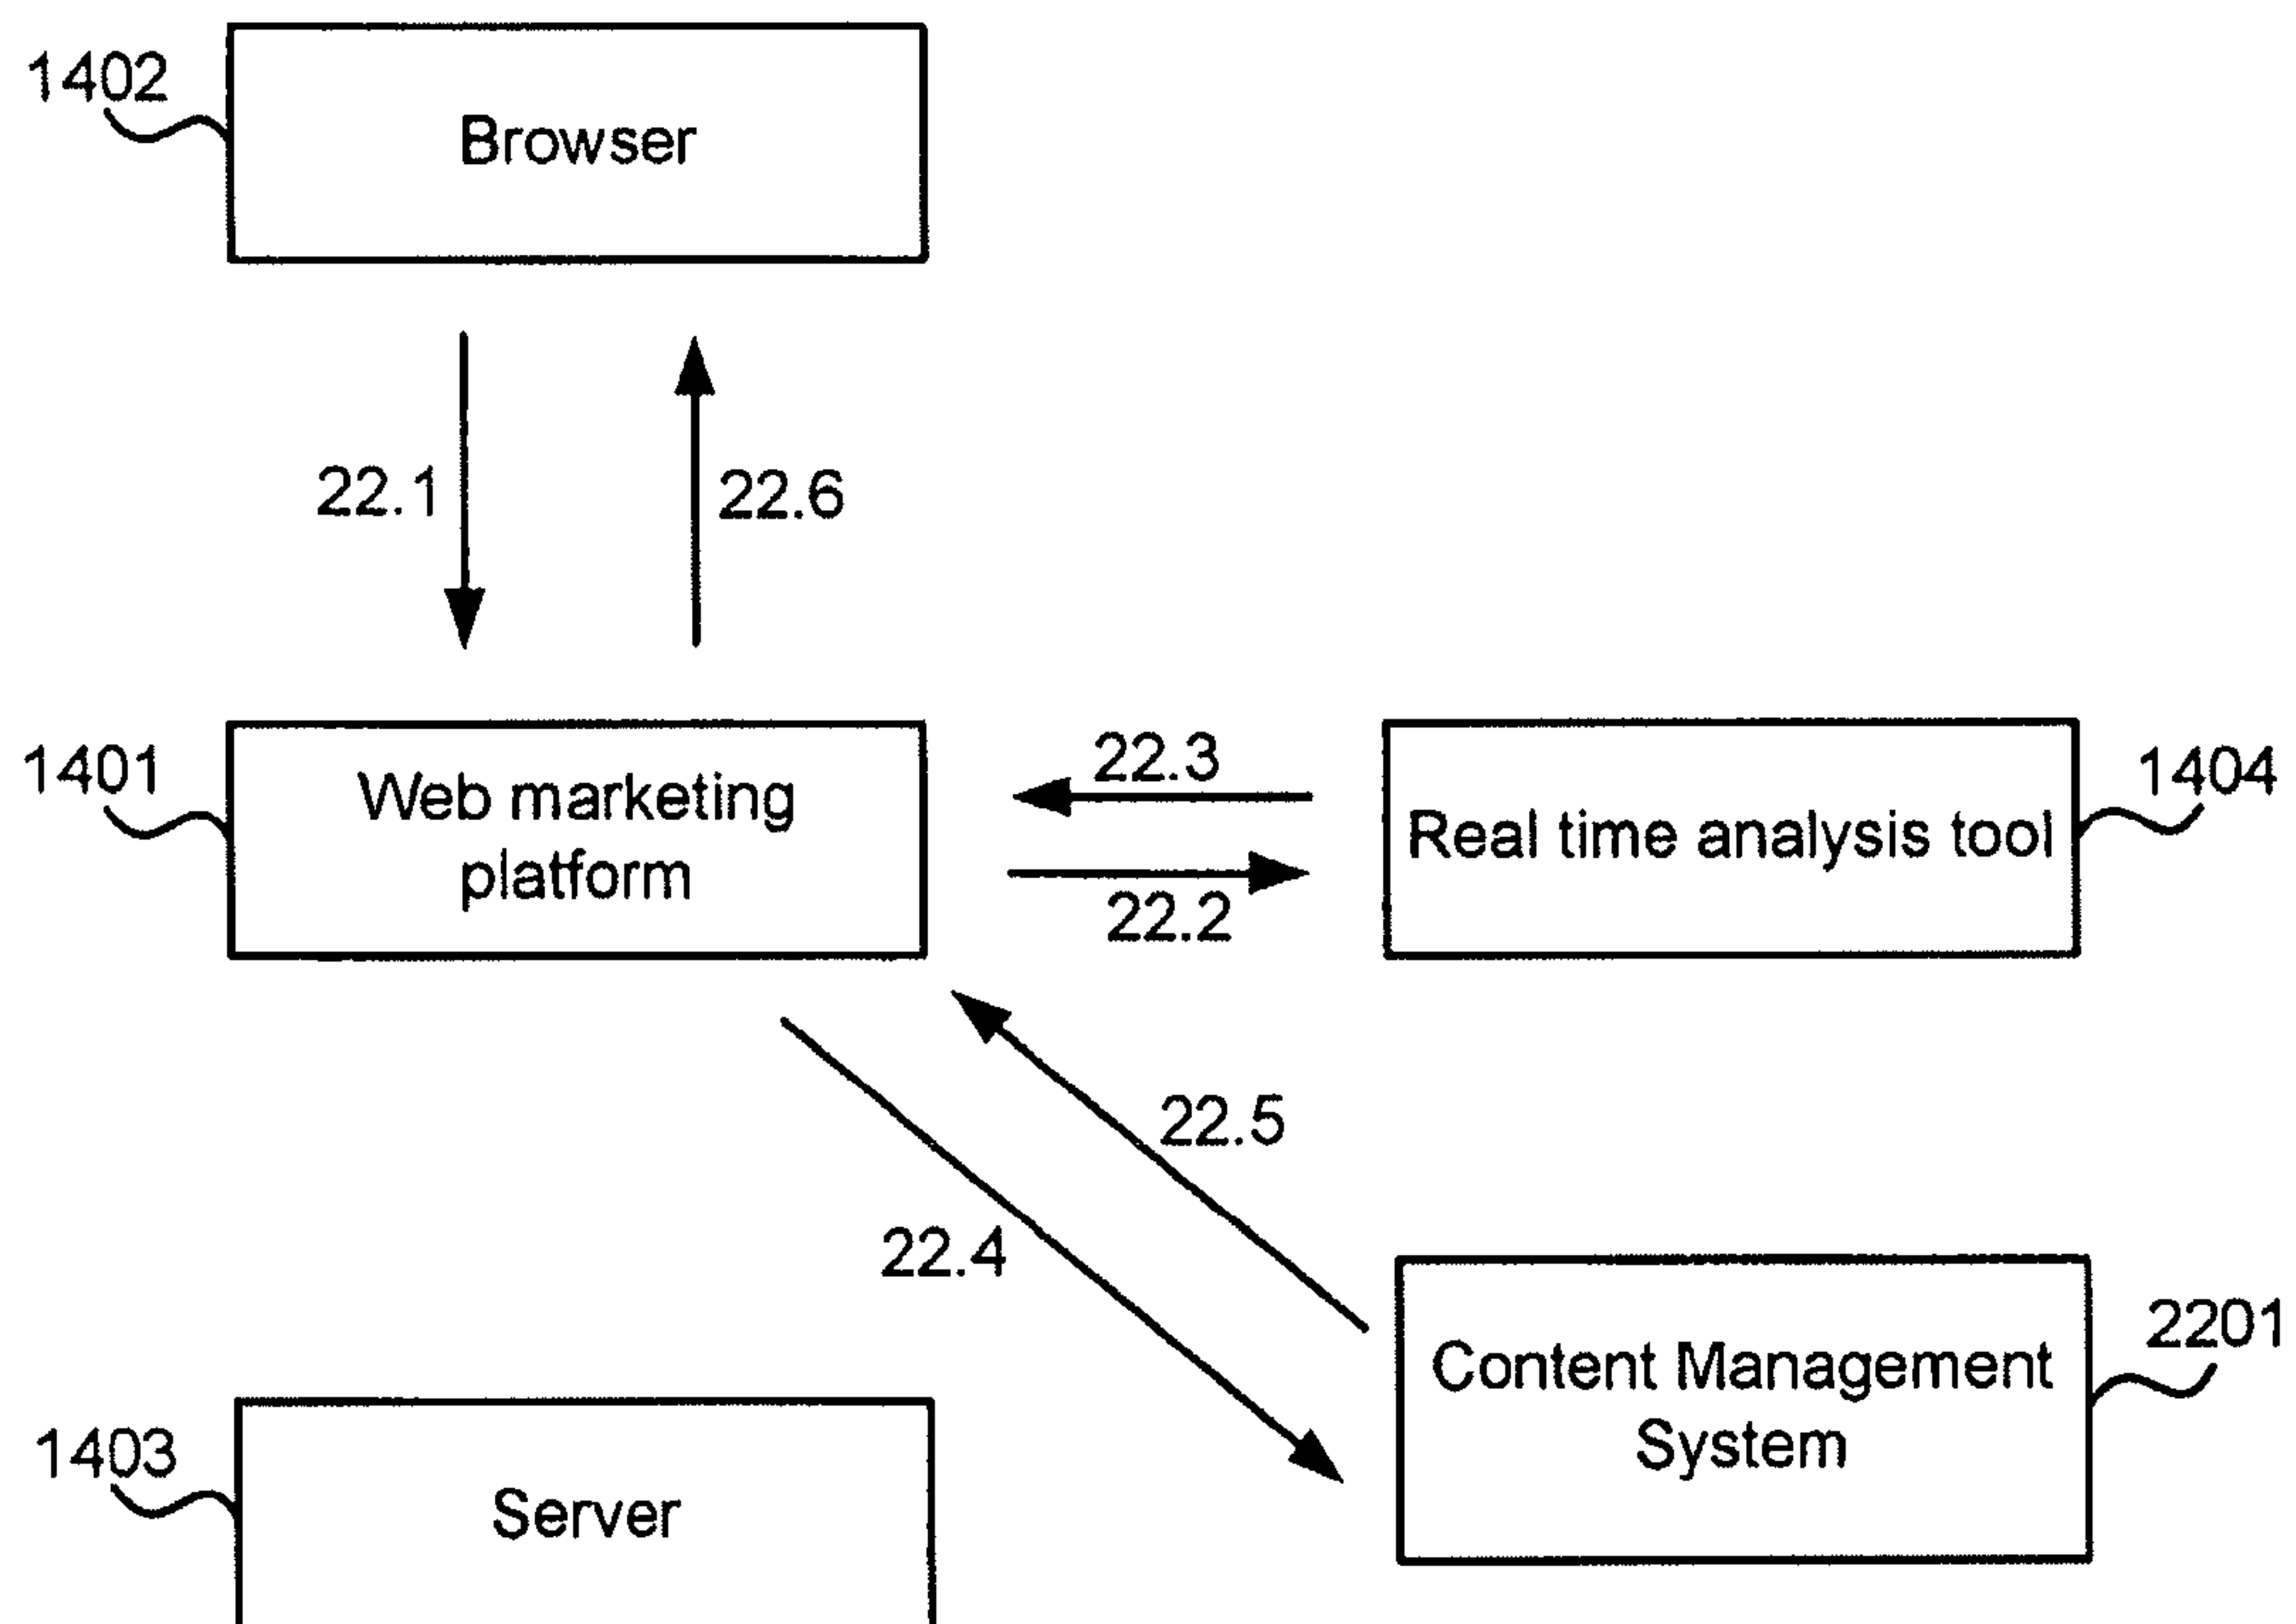 1402
Browser
22.1
22.6
1401
Web marketing
platform
22.3
22.2
Real time analysis tool
1404
22.5
22.4
Content Management
System
2201
1403
Server